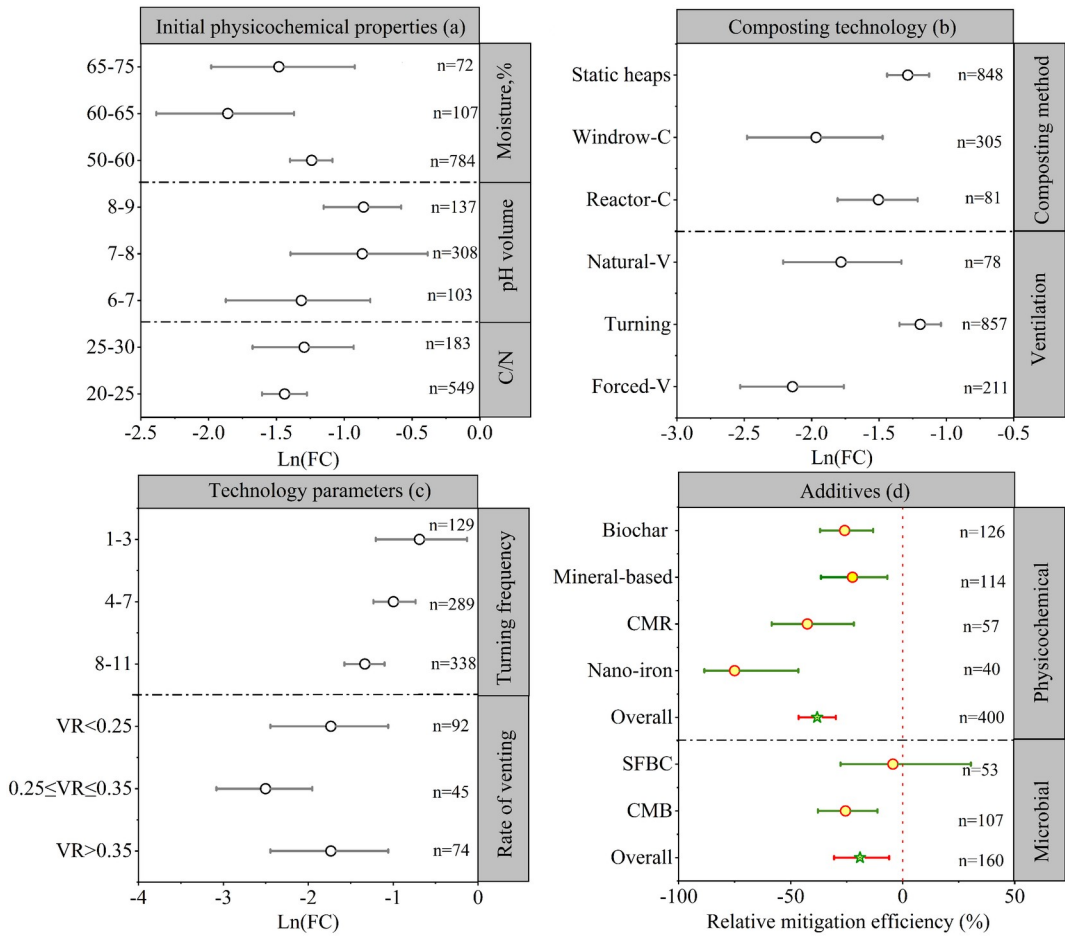 Initial physicochemical properties (a)
65-75
n=72
60-65
n=107
50-60
n=784
Moisture,%
8-9
n=137
7-8
n=308
6-7
n=103
pH volume
25-30
n=183
20-25
n=549
C/N
-2.5
-2.0
-1.5
-1.0
-0.5
0.0
Ln(FC)
Composting technology (b)
Static heaps
n=848
Windrow-C
n=305
Reactor-C
n=81
Composting method
Natural-V
n=78
Turning
n=857
Forced-V
n=211
Ventilation
-3.0
-2.5
-2.0
-1.5
-1.0
-0.5
Ln(FC)
Technology parameters (c)
1-3
n=129
4-7
n=289
8-11
n=338
Turning frequency
VR<0.25
n=92
0.25≤VR≤0.35
n=45
VR>0.35
n=74
Rate of venting
-5
-4
-3
-2
-1
0
Ln(FC)
Additives (d)
Biochar
n=126
Mineral-based
n=114
CMR
n=57
Nano-iron
n=40
Overall
n=400
Physicochemical
SFBC
n=53
CMB
n=107
Overall
n=160
Microbial
-100
-50
0
50
Relative mitigation efficiency (%)